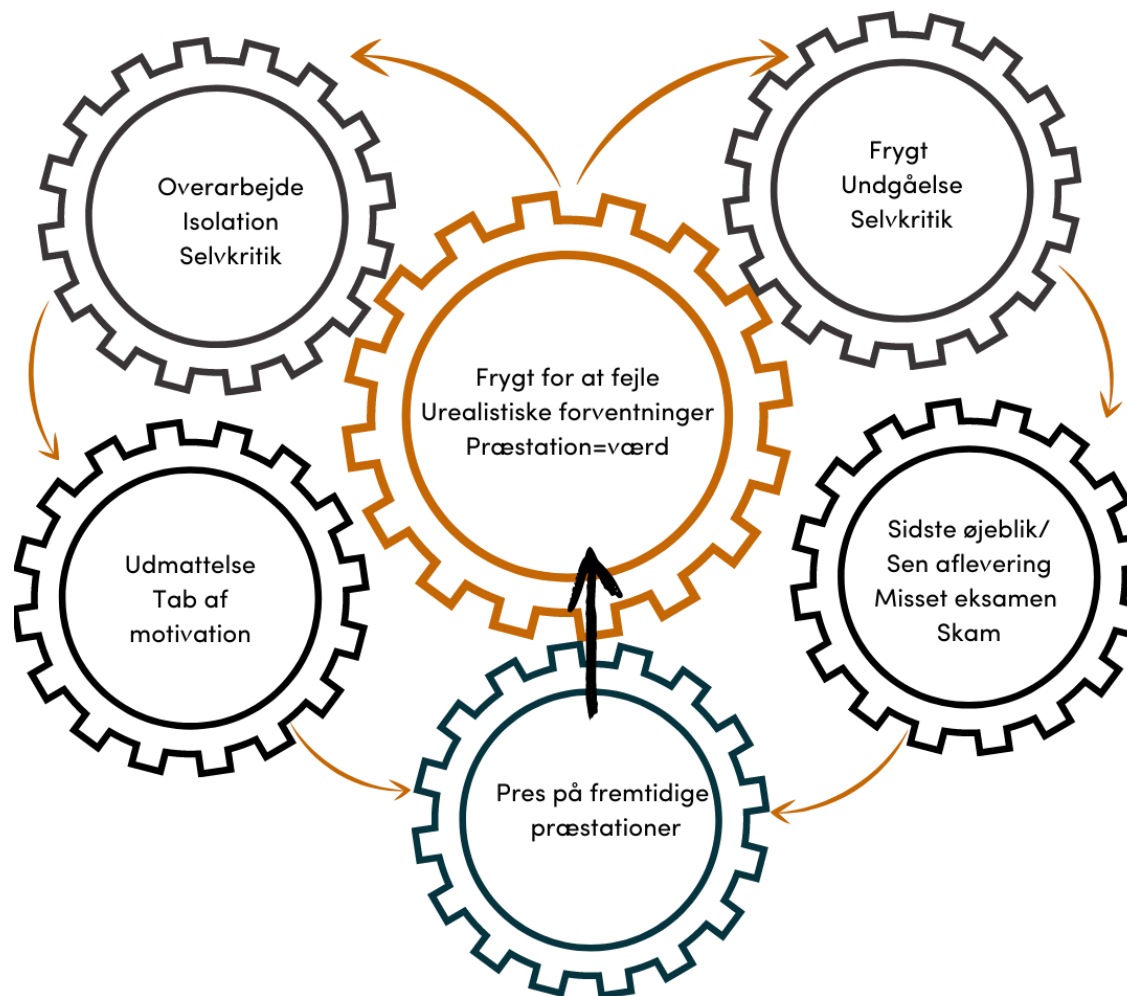 Overarbejde
Isolation
Selvkritik
Frygt
Undgåelse
Selvkritik
Frygt for at fejle
Urealistiske forventninger
Præstation=værd
Udmattelse
Tab af
motivation
Sidste øjeblik/
Sen aflevering
Misset eksamen
Skam
Pres på fremtidige
præstationer